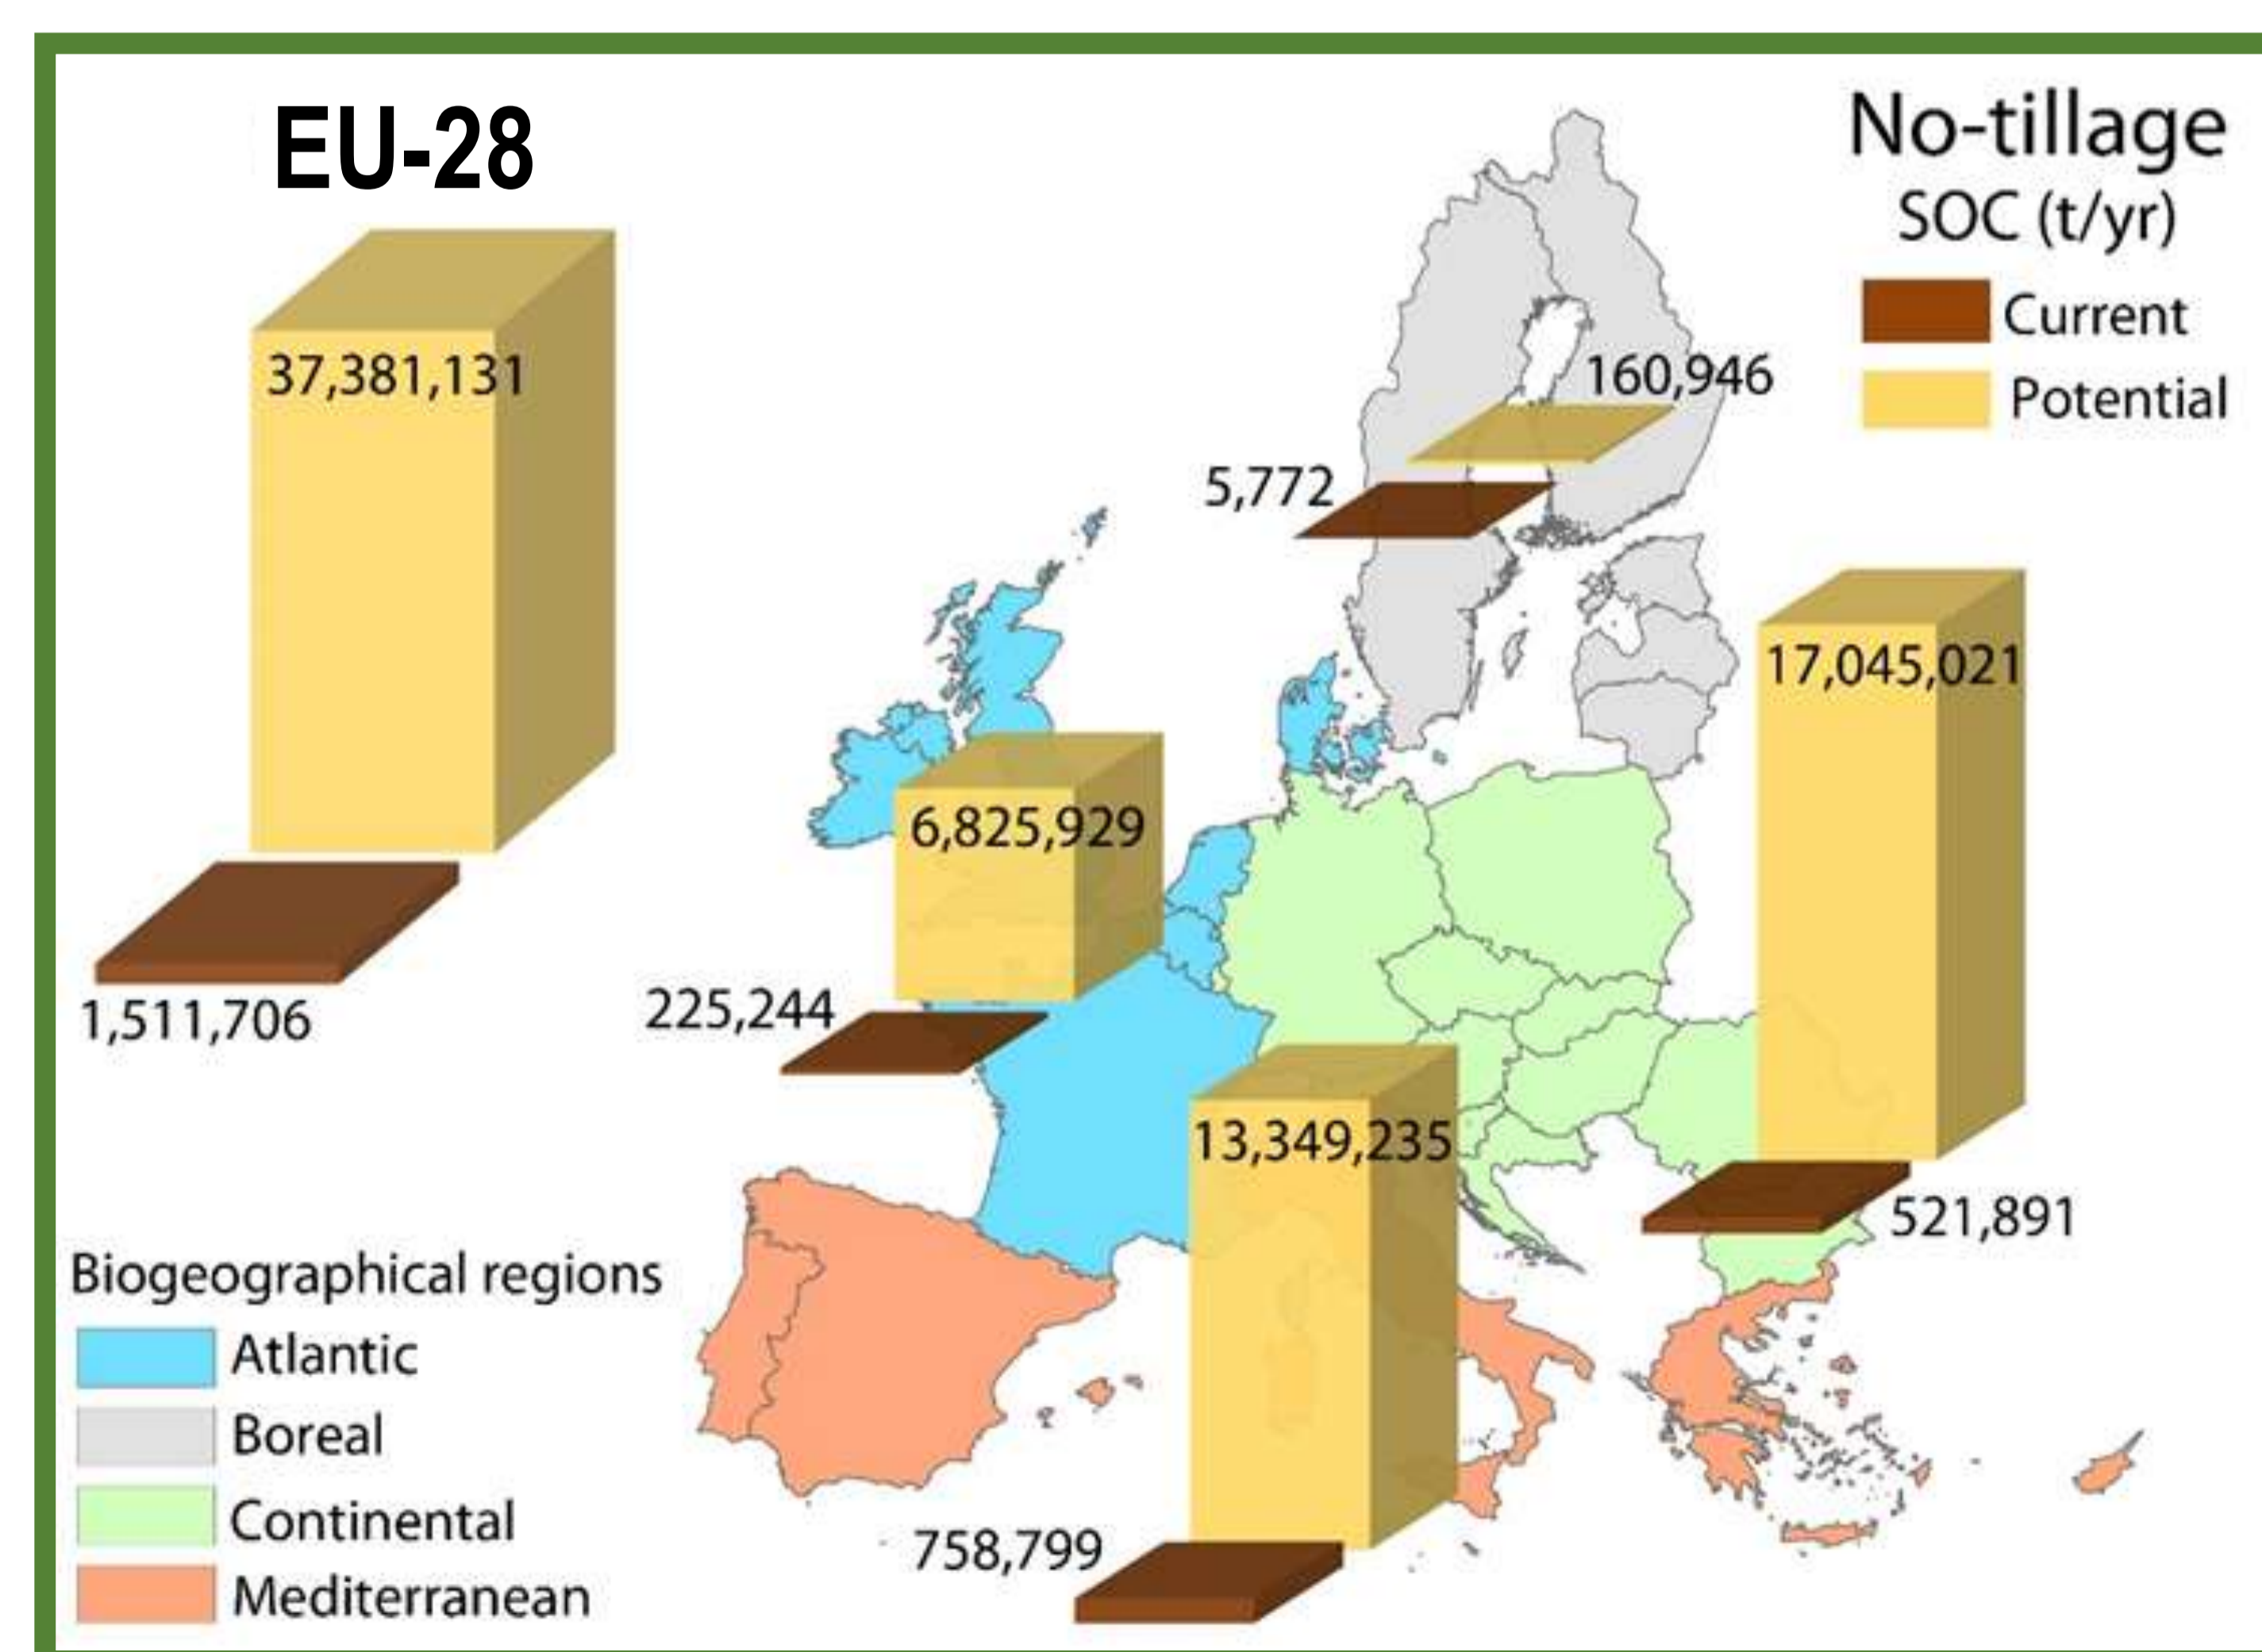 EU-28
No-tillage
SOC (t/yr)
Current
Potential
37,381,131
1,511,706
160,946
5,772
17,045,021
521,891
6,825,929
225,244
13,349,235
758,799
Biogeographical regions
Atlantic
Boreal
Continental
Mediterranean